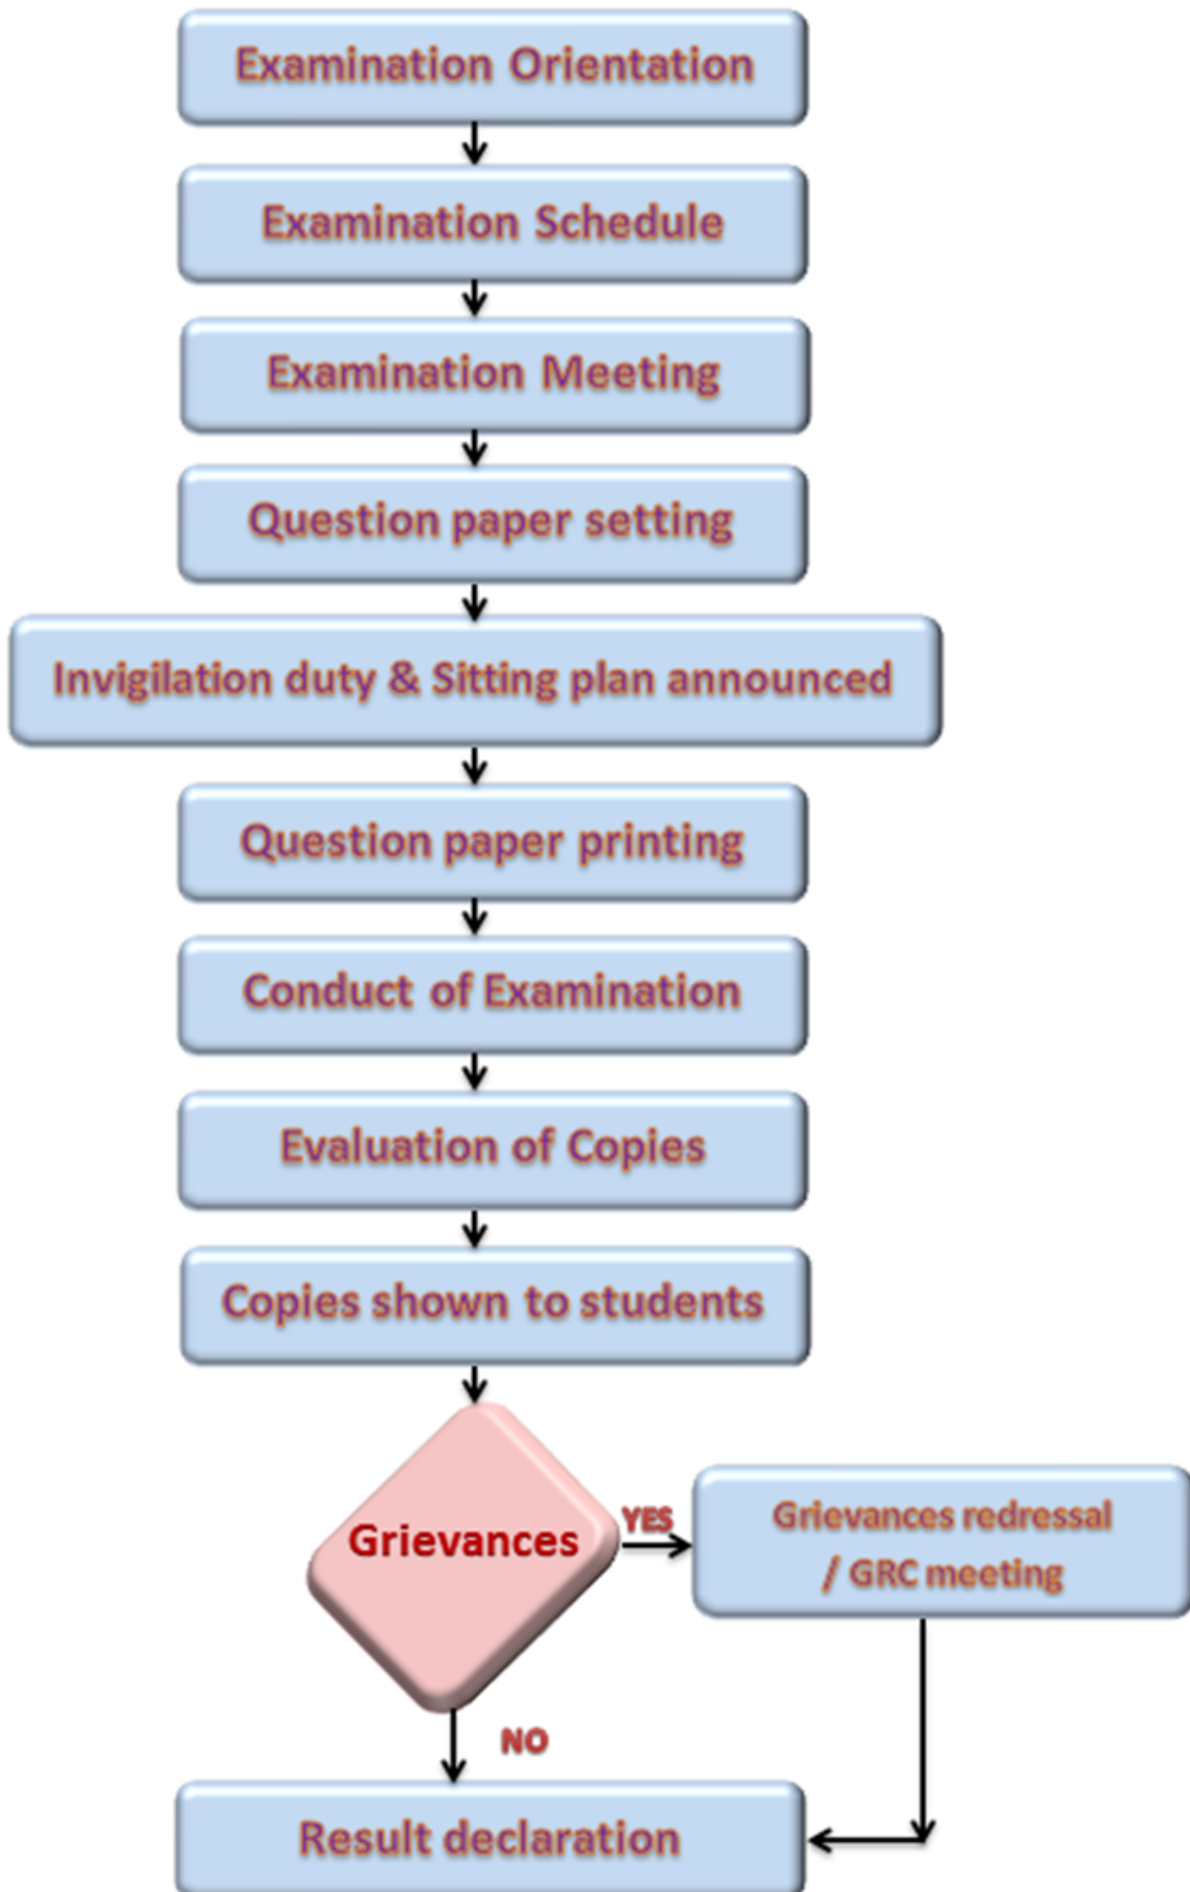 Examination Orientation
Examination Schedule
Examination Meeting
Question paper setting
Invigilation duty & Sitting plan announced
Question paper printing
Conduct of Examination
Evaluation of Copies
Copies shown to students
Grievances
YES
Grievances redressal
/ GRC meeting
NO
Result declaration